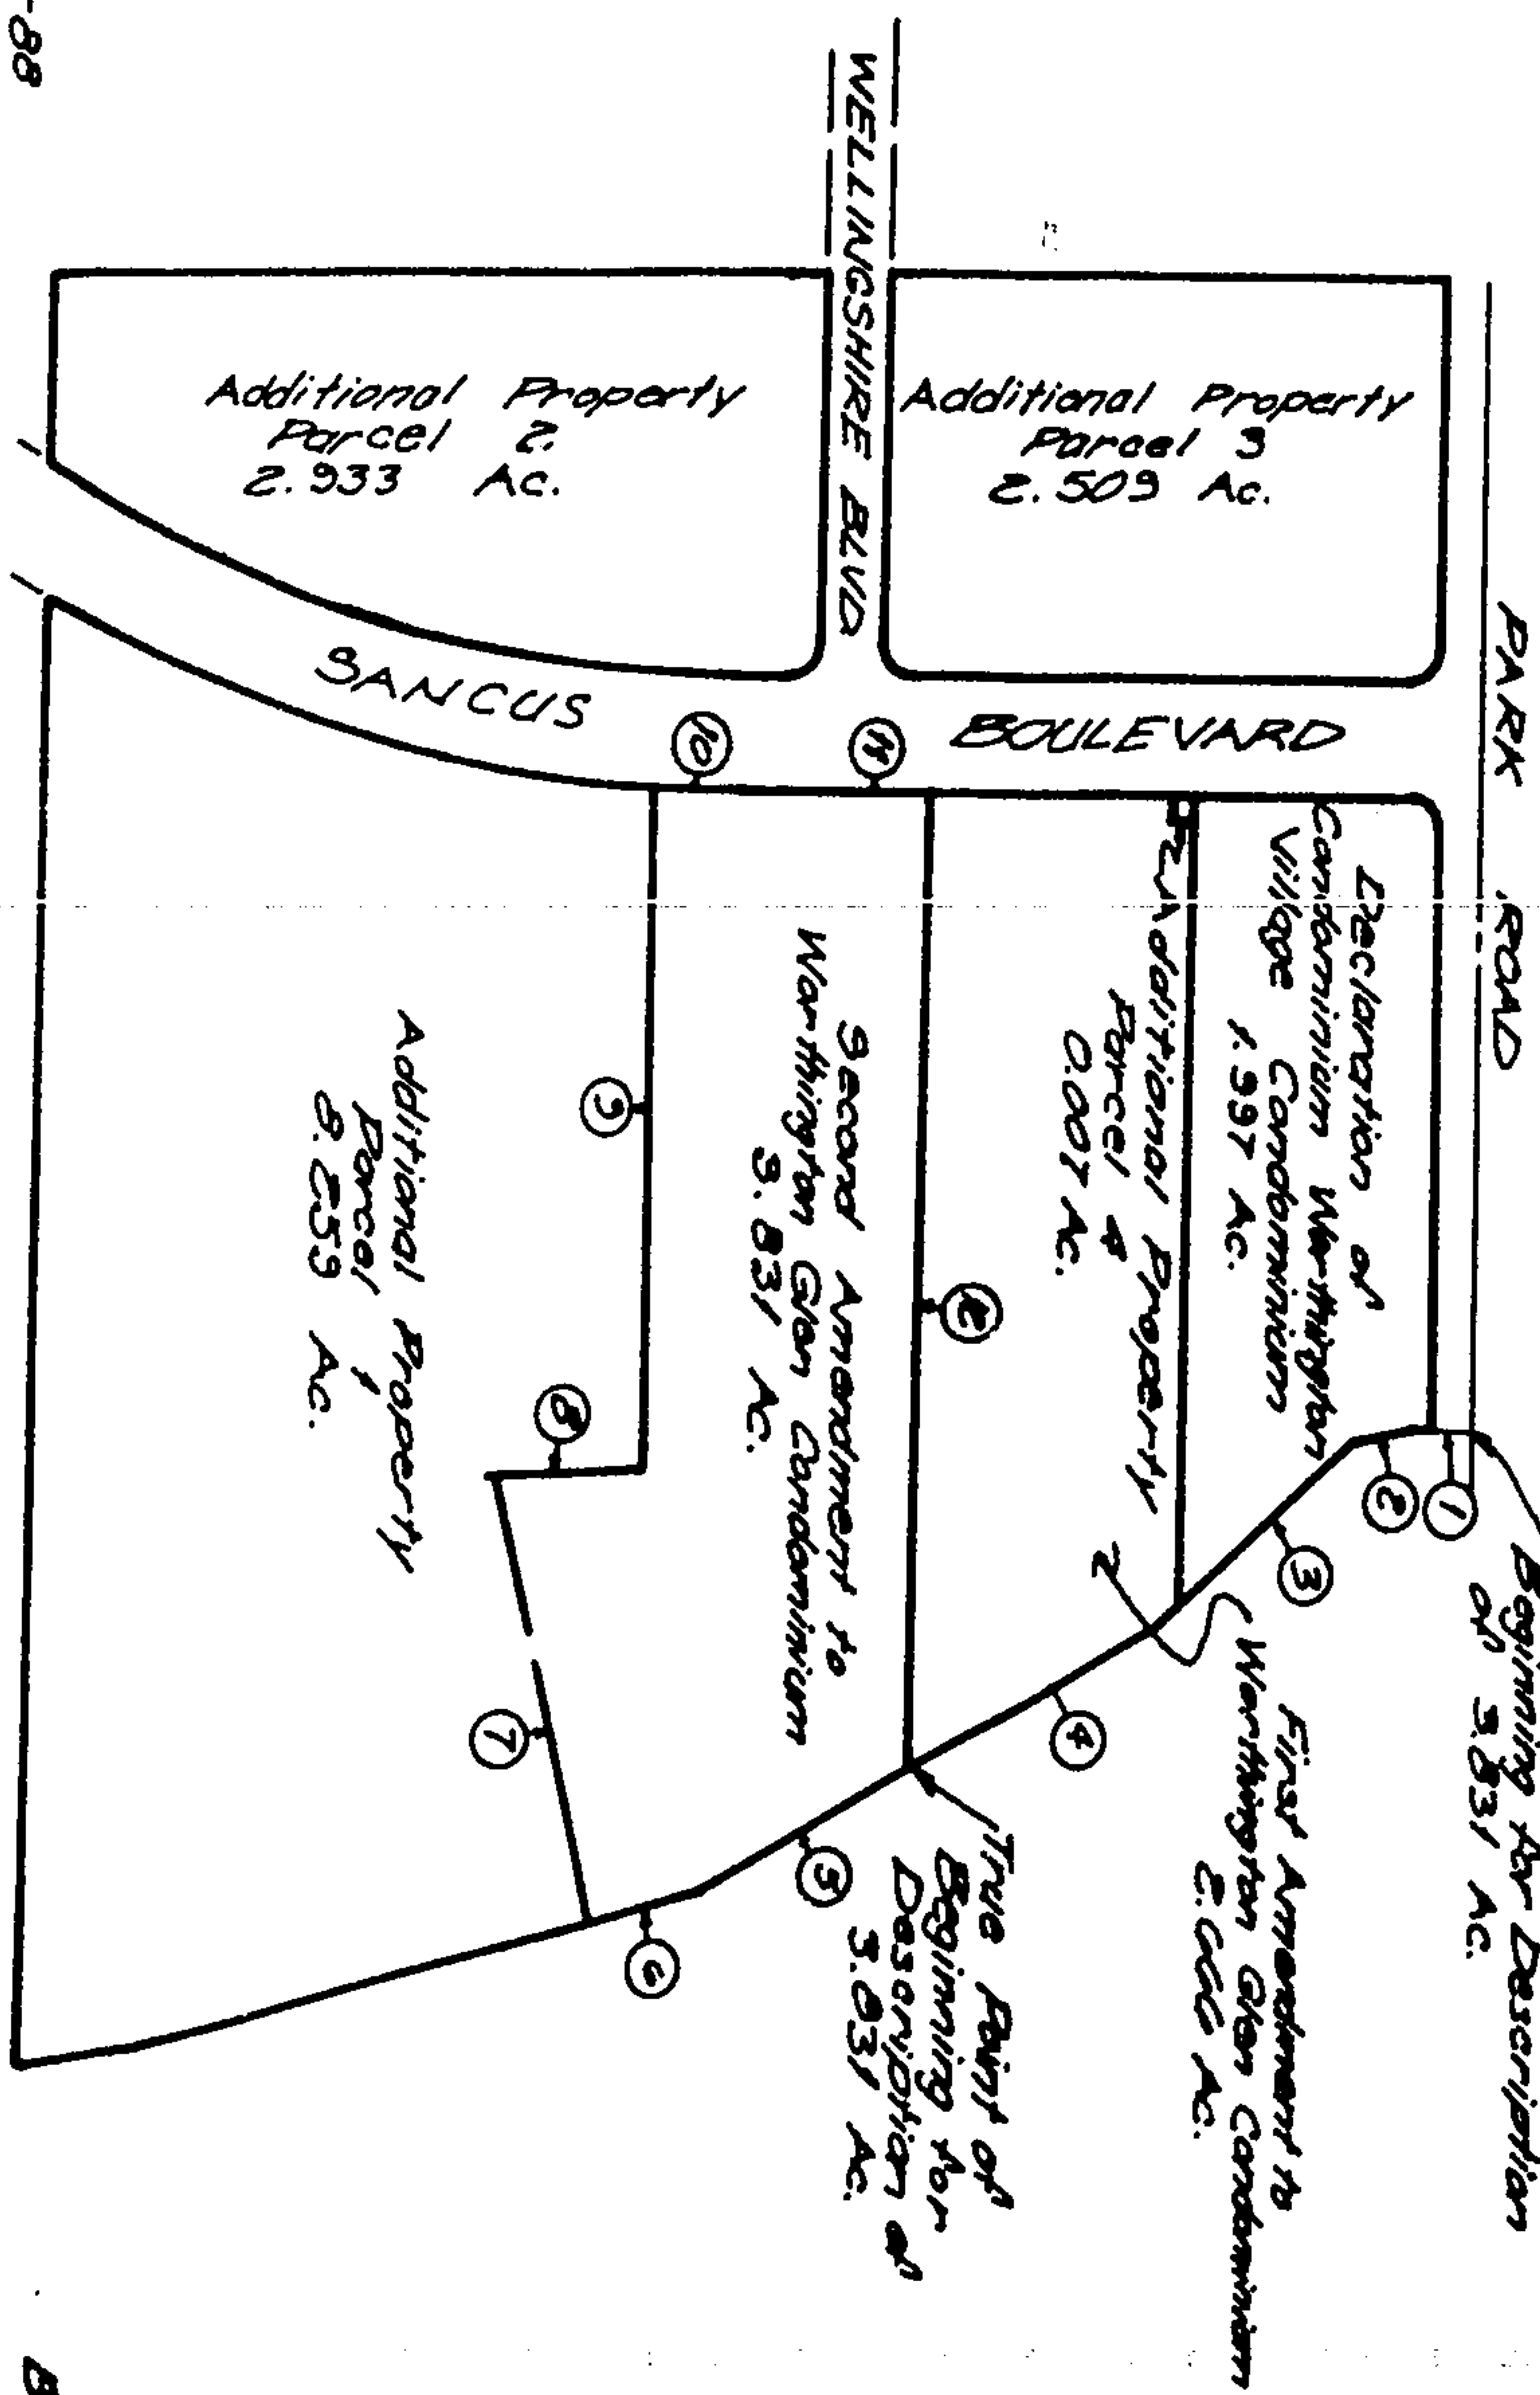 -88
WELLINGSHIRE BLVD
PARK ROAD
Additional Property
Parcel 2
2.933 Ac.
Additional Property
Parcel 3
2.509 Ac.
SANCUS BOULEVARD
10
11
Declaration of
Condominium Worthington
Village Condominium
1.997 Ac.
Additional Property
Parcel 4
0.007 Ac.
Second Amendment to
Worthington Glen Condominium
3.831 Ac.
Additional Property
Parcel 1
8.259 Ac.
9
12
8
1
2
3
4
5
6
7
Beginning for Description
of 3.831 Ac.
First Amendment to
Worthington Glen Condominium
Ac.
True Point of
Beginning for
Description of
3.831 Ac.